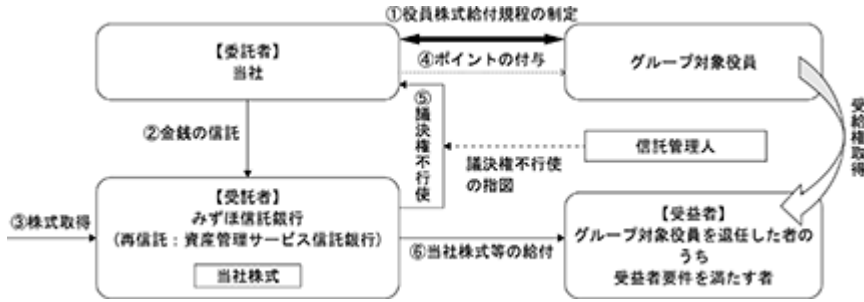 ①役員株式給付規程の制定
【委託者】
当社
④ポイントの付与
グループ対象役員
②金銭の信託
⑤議決権不行使
議決権不行使
の指図
信託管理人
受給権取得
③株式取得
【受託者】
みずほ信託銀行
(再信託:資産管理サービス信託銀行)
当社株式
⑥当社株式等の給付
【受益者】
グループ対象役員を退任した者の
うち
受益者要件を満たす者